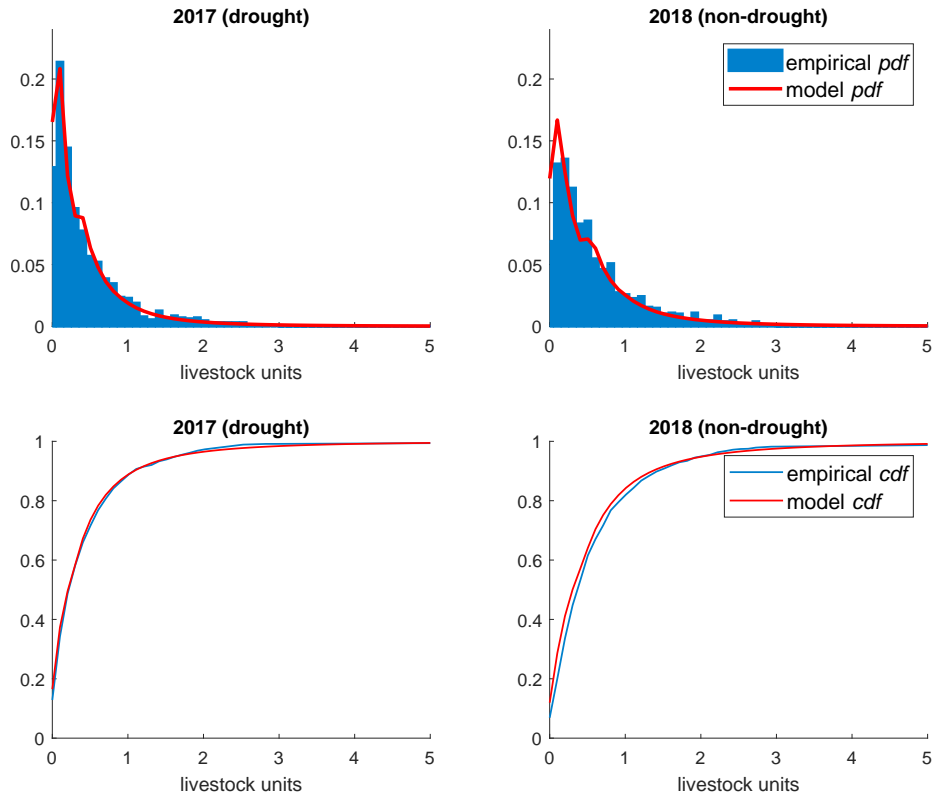 2017 (drought)
0.2
0.15
0.1
0.05
0
0 1 2 3 4 5
livestock units
2018 (non-drought)
empirical pdf
model pdf
0.2
0.15
0.1
0.05
0
0 1 2 3 4 5
livestock units
2017 (drought)
1
0.8
0.6
0.4
0.2
0
0 1 2 3 4 5
livestock units
2018 (non-drought)
empirical cdf
model cdf
1
0.8
0.6
0.4
0.2
0
0 1 2 3 4 5
livestock units